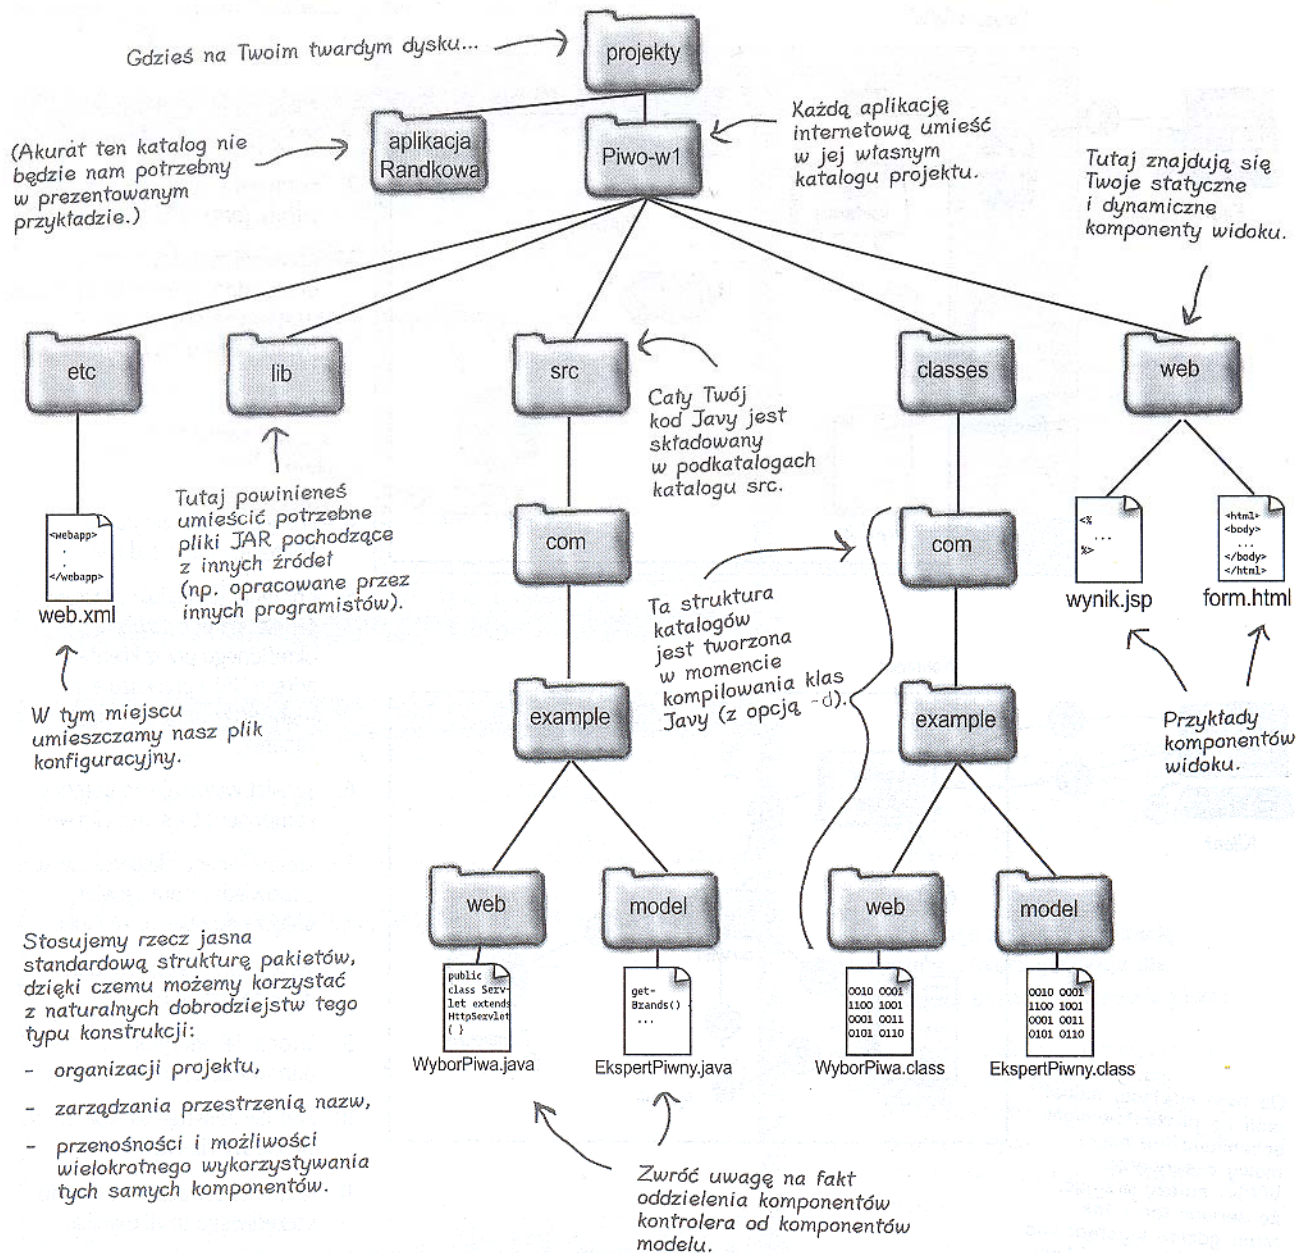 Gdzieś na Twoim twardym dysku...
projekty
aplikacja
Randkowa
Piwo-w1
(Akurat ten katalog nie
będzie nam potrzebny
w prezentowanym
przykładzie.)
Każdą aplikację
internetową umieść
w jej własnym
katalogu projektu.
Tutaj znajdują się
Twoje statyczne
i dynamiczne
komponenty widoku.
etc
lib
src
classes
web
Cały Twój
kod Javy jest
składowany
w podkatalogach
katalogu src.
Tutaj powinieneś
umieścić potrzebne
pliki JAR pochodzące
z innych źródeł
(np. opracowane przez
innych programistów).
<webapp>
.
.
</webapp>
web.xml
W tym miejscu
umieszczamy nasz plik
konfiguracyjny.
com
com
<%
...
%>
wynik.jsp
<html>
<body>
...
</body>
</html>
form.html
Ta struktura
katalogów
jest tworzona
w momencie
kompilowania klas
Javy (z opcją -d).
example
example
Przykłady
komponentów
widoku.
web
model
web
model
Stosujemy rzecz jasna
standardową strukturę pakietów,
dzięki czemu możemy korzystać
z naturalnych dobrodziejstw tego
typu konstrukcji:
- organizacji projektu,
- zarządzania przestrzenią nazw,
- przenośności i możliwości
wielokrotnego wykorzystywania
tych samych komponentów.
public
class Serv-
let extends
HttpServlet
{ }
WyborPiwa.java
get-
Brands()
...
EkspertPiwny.java
0010 0001
1100 1001
0001 0011
0101 0110
WyborPiwa.class
0010 0001
1100 1001
0001 0011
0101 0110
EkspertPiwny.class
Zwróć uwagę na fakt
oddzielenia komponentów
kontrolera od komponentów
modelu.